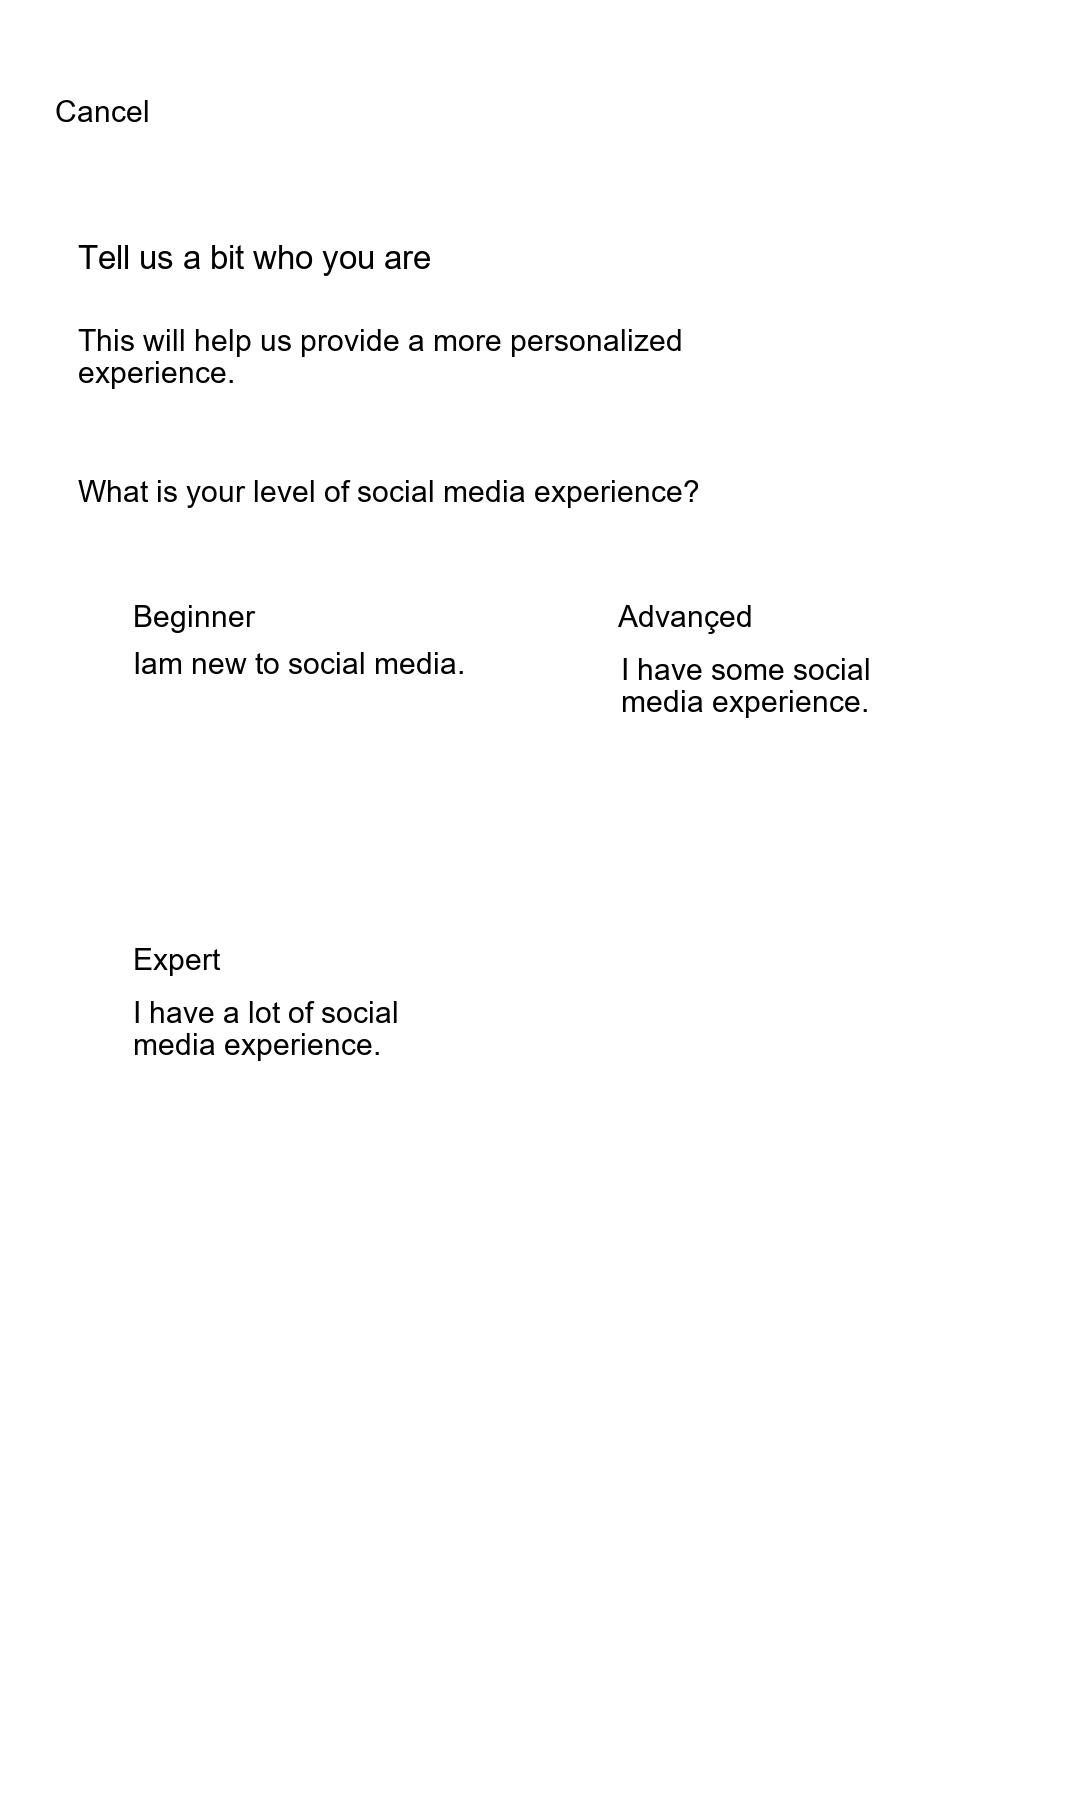 Cancel
Tell us a bit who you are
This will help us provide a more personalized
experience.
What is your level of social media experience?
Beginner
Iam new to social media.
Advançed
I have some social
media experience.
Expert
I have a lot of social
media experience.